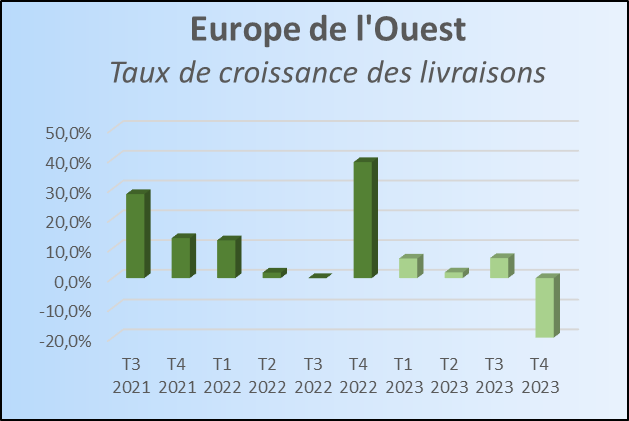 Europe de l'Ouest
Taux de croissance des livraisons
50,0%
40,0%
30,0%
20,0%
10,0%
0,0%
-10,0%
-20,0%
T3 T4 T1 T2 T3 T4 T1 T2 T3 T4
2021 2021 2022 2022 2022 2022 2023 2023 2023 2023